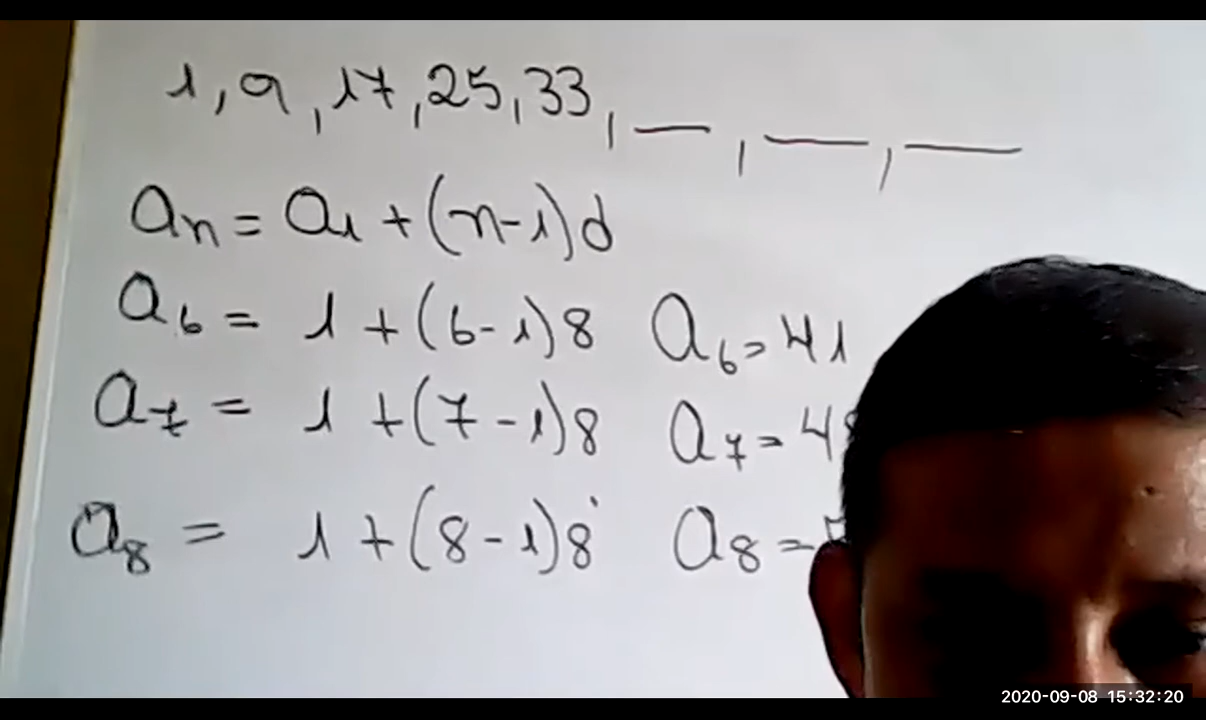 1, 9, 17, 25, 33, __, __, __
an = a1 + (n-1)d
a6 = 1 + (6-1)8 a6 = 41
a7 = 1 + (7-1)8 a7 = 4
a8 = 1 + (8-1)8 a8 =
2020-09-08 15:32:20